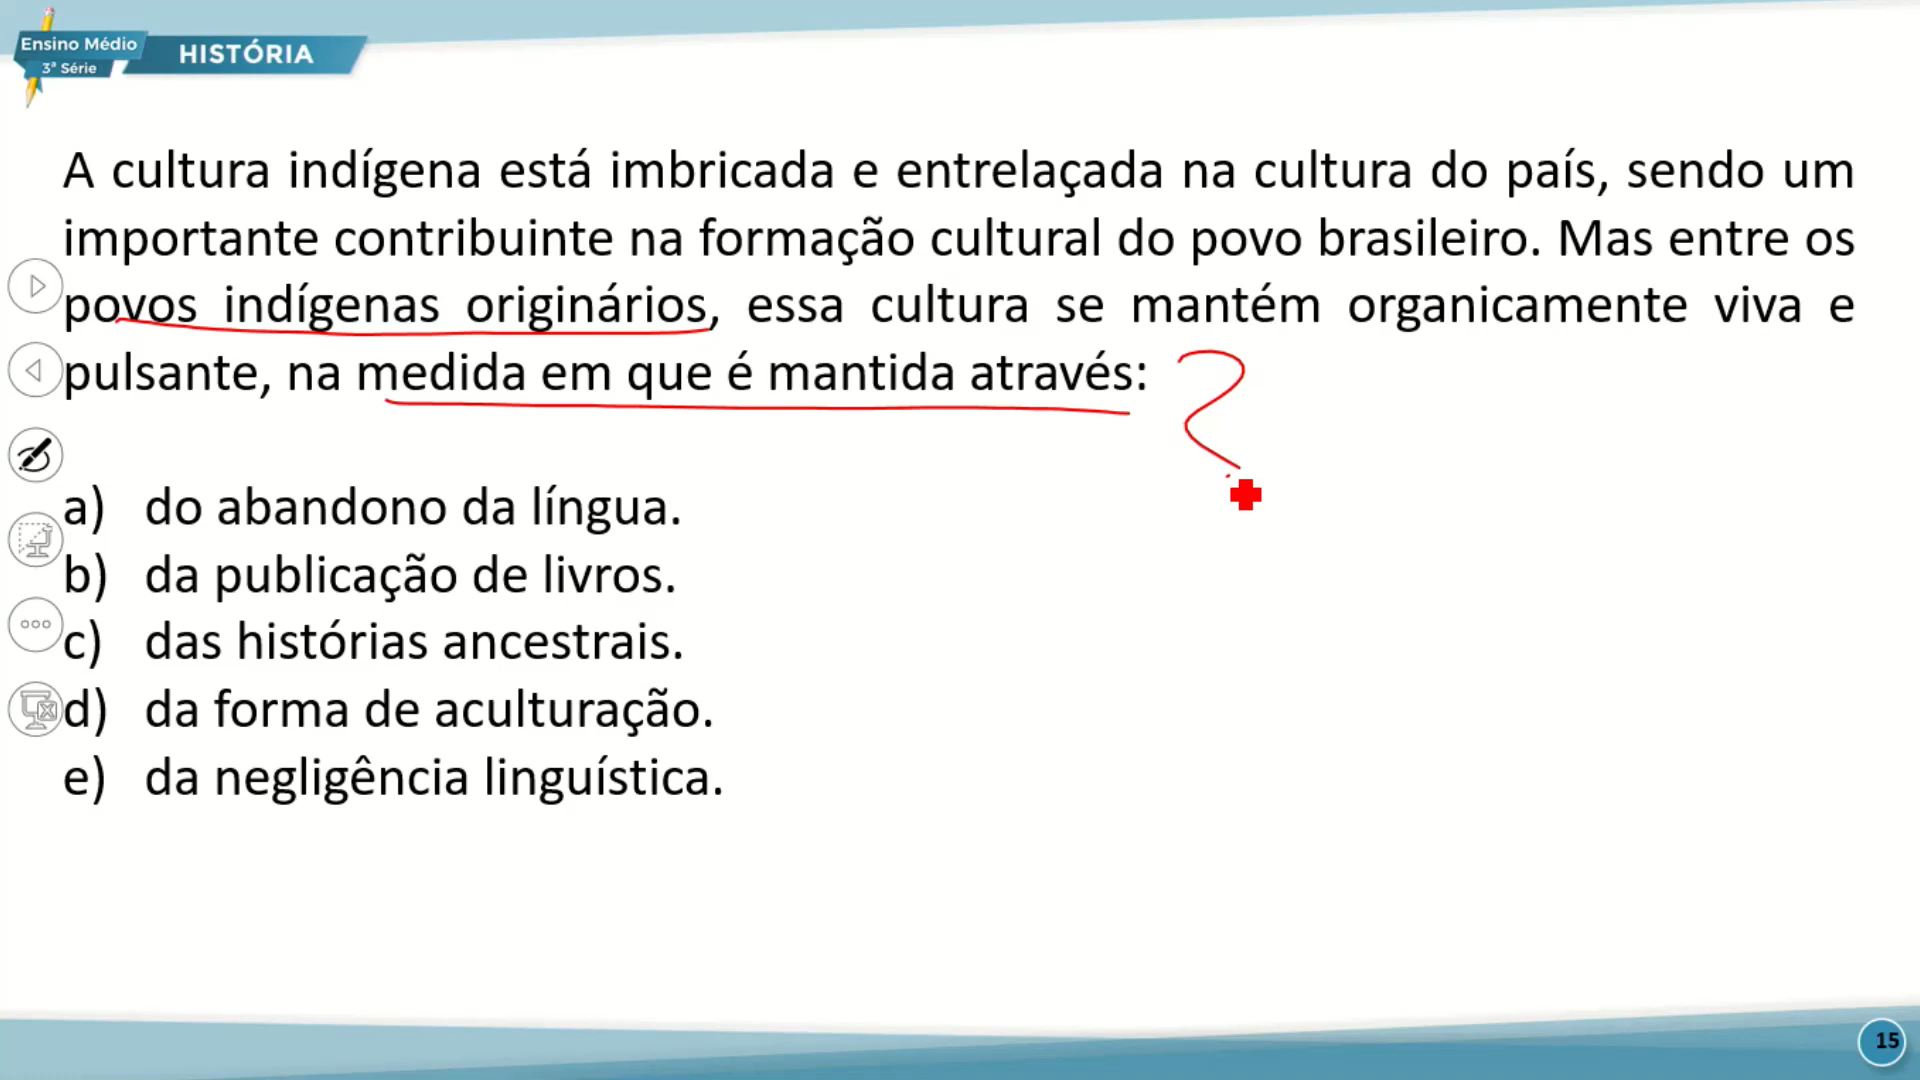 Ensino Médio
3ª Série
HISTÓRIA
A cultura indígena está imbricada e entrelaçada na cultura do país, sendo um
importante contribuinte na formação cultural do povo brasileiro. Mas entre os
povos indígenas originários, essa cultura se mantém organicamente viva e
pulsante, na medida em que é mantida através:
?
a) do abandono da língua.
b) da publicação de livros.
c) das histórias ancestrais.
d) da forma de aculturação.
e) da negligência linguística.
15